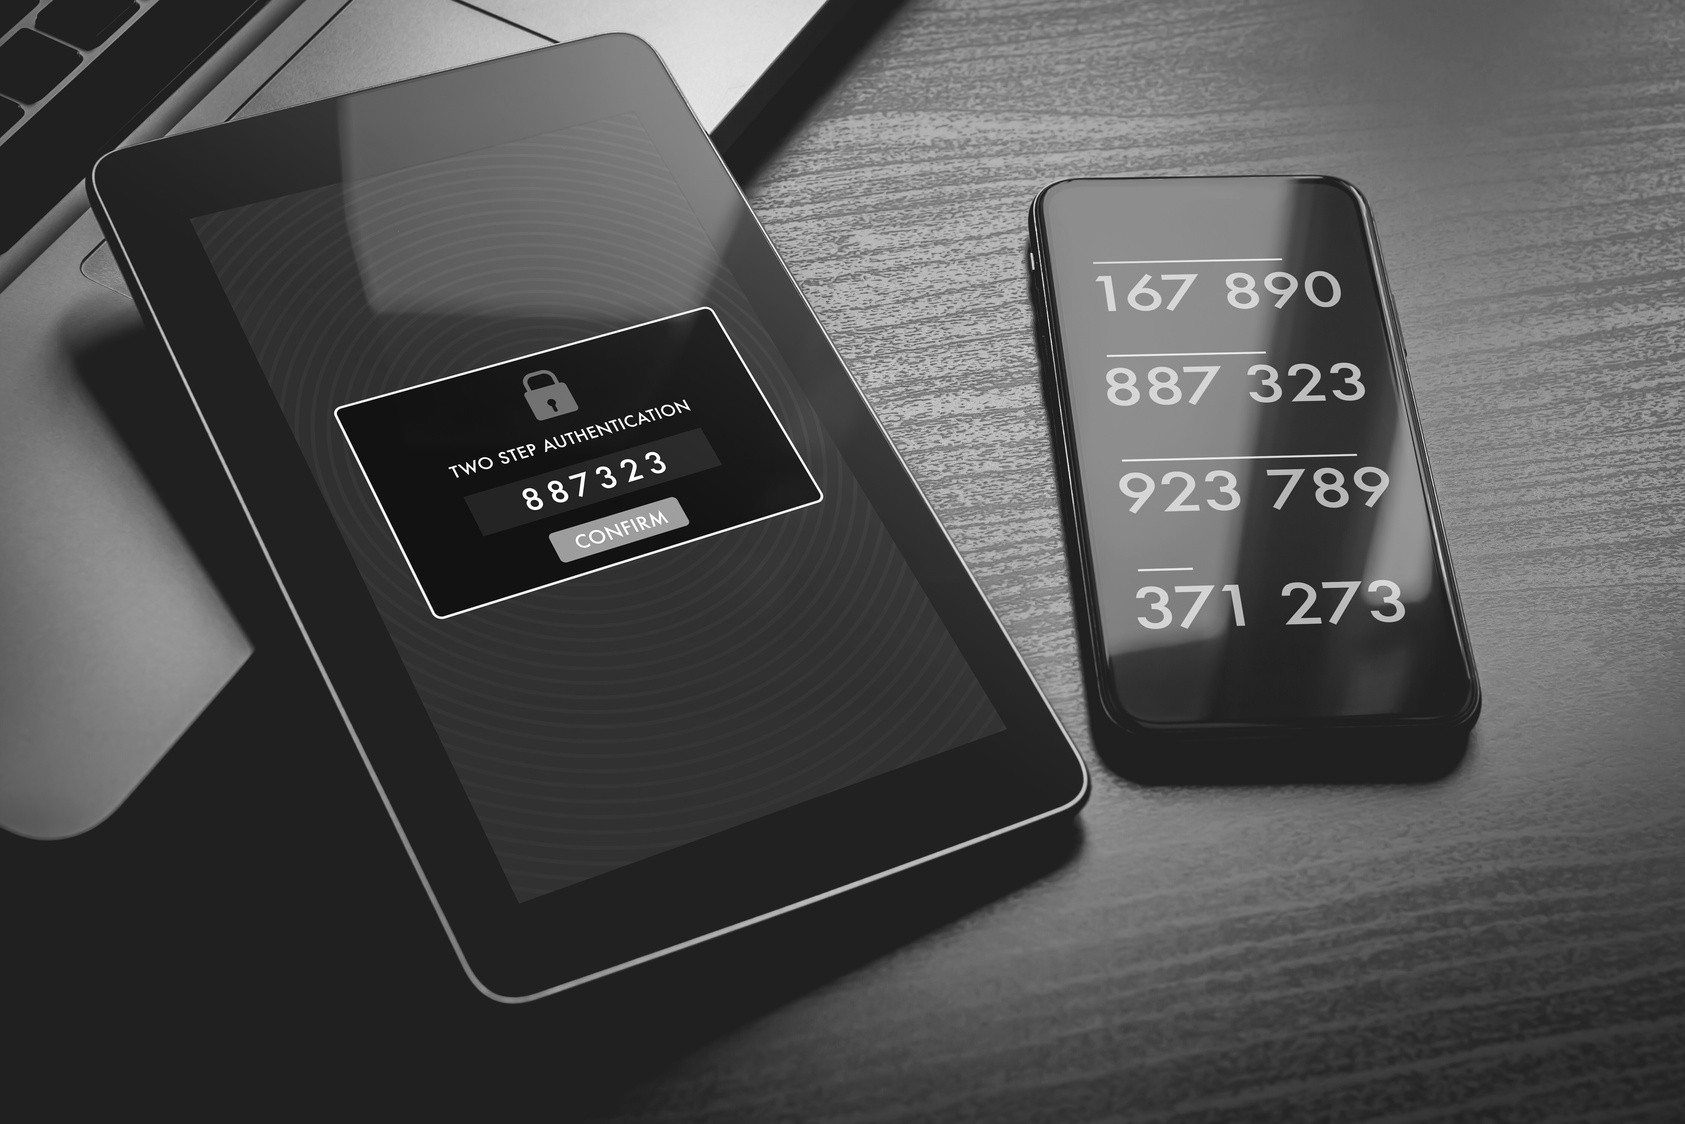 TWO STEP AUTHENTICATION
887323
CONFIRM
167 890
887 323
923 789
371 273